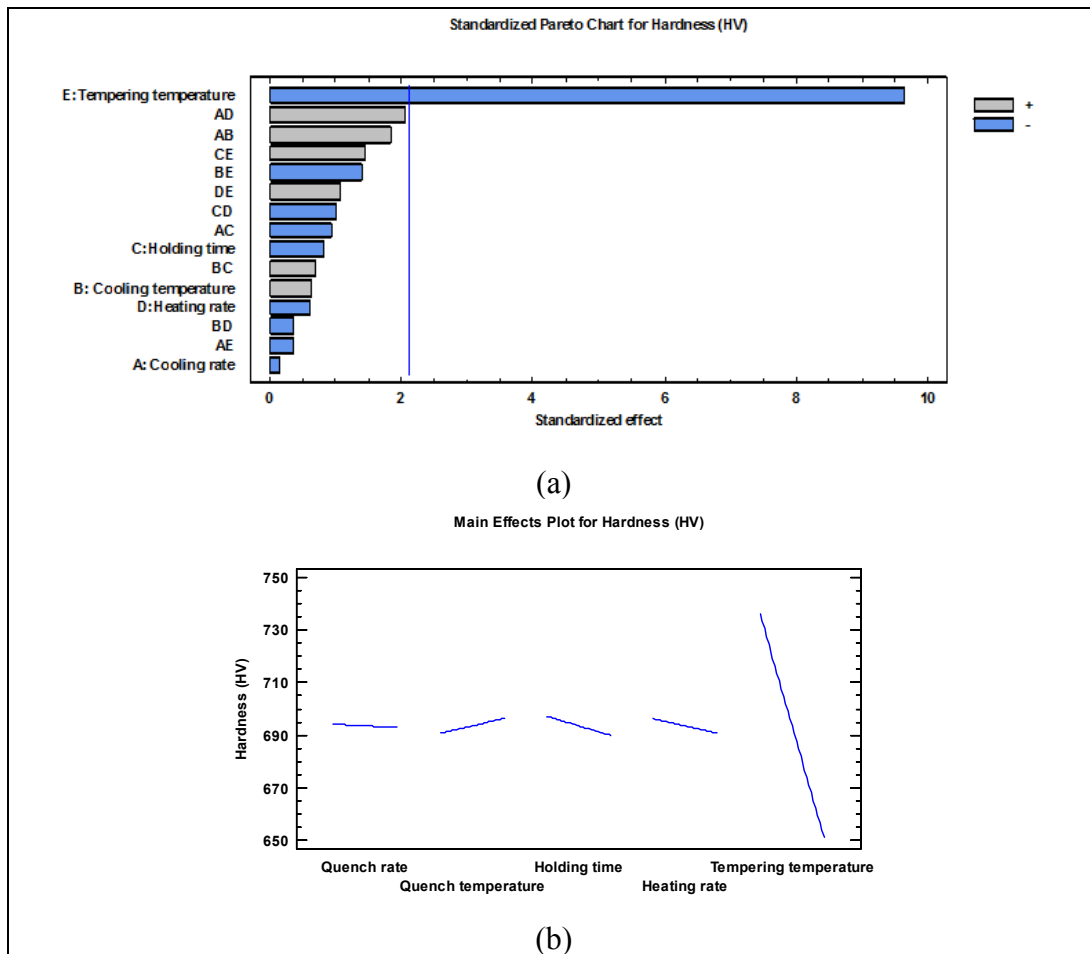 Standardized Pareto Chart for Hardness (HV)
E: Tempering temperature
AD
AB
CE
BE
DE
CD
AC
C: Holding time
BC
B: Cooling temperature
D: Heating rate
BD
AE
A: Cooling rate
+
-
0 2 4 6 8 10
Standardized effect
(a)
Main Effects Plot for Hardness (HV)
Hardness (HV)
750
730
710
690
670
650
Quench rate Holding time Tempering temperature
Quench temperature Heating rate
(b)